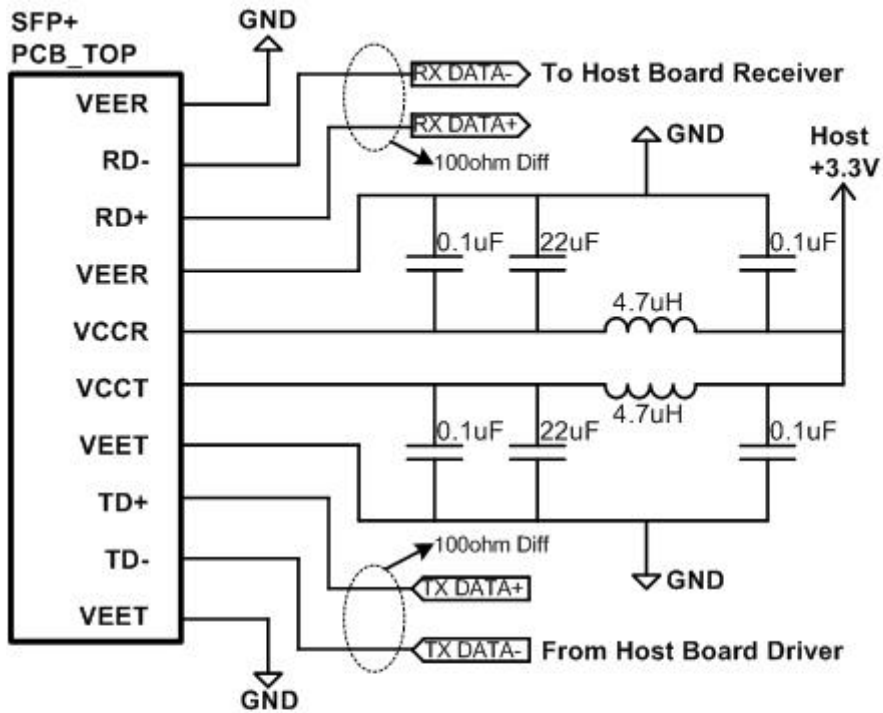 SFP+
PCB_TOP
GND
VEER
RD-
RD+
VEER
VCCR
VCCT
VEET
TD+
TD-
VEET
GND
RX DATA-
To Host Board Receiver
RX DATA+
100ohm Diff
GND
Host
+3.3V
0.1uF
22uF
0.1uF
4.7uH
4.7uH
0.1uF
22uF
0.1uF
100ohm Diff
GND
TX DATA+
TX DATA-
From Host Board Driver